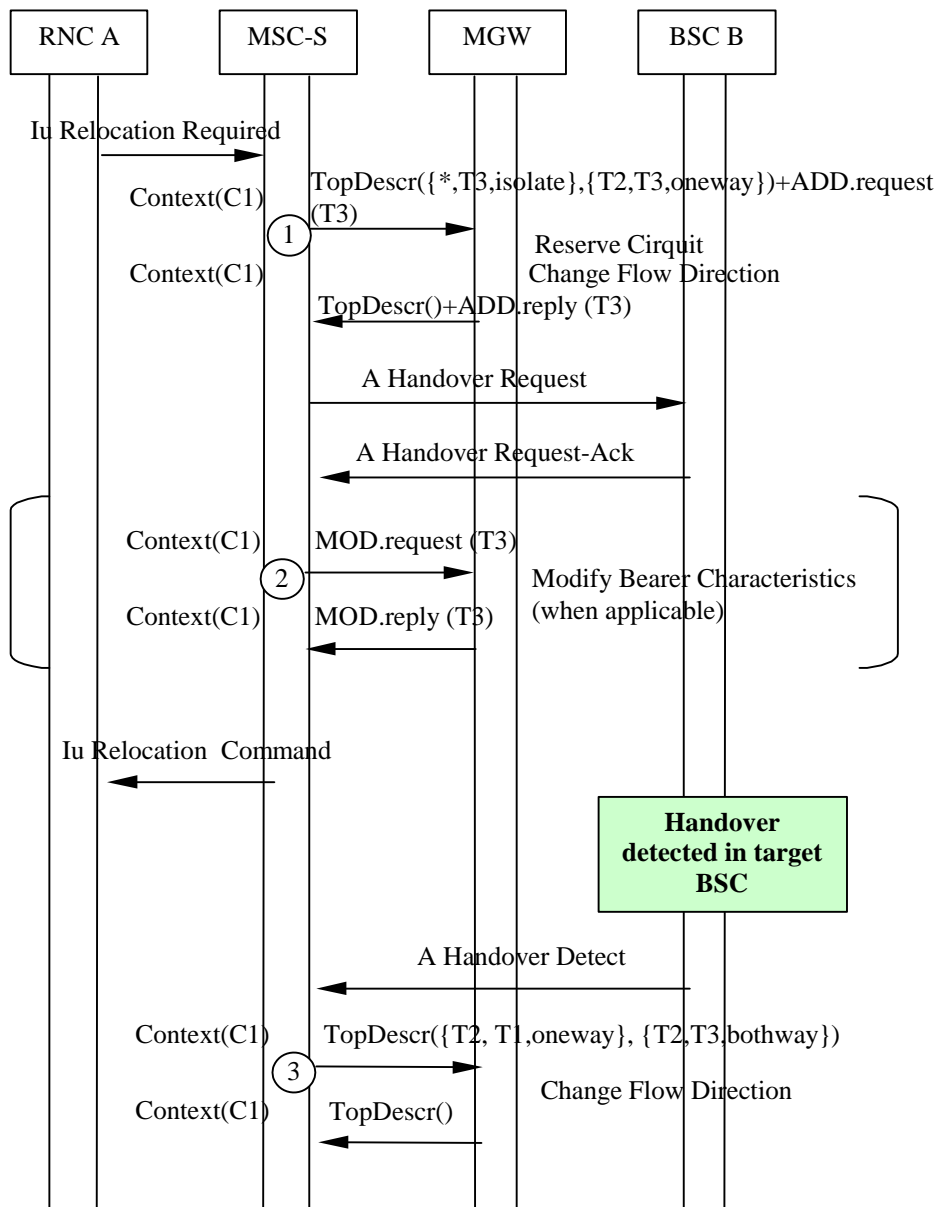 RNC A
MSC-S
MGW
BSC B
Iu Relocation Required
Context(C1)
TopDescr({*,T3,isolate},{T2,T3,oneway})+ADD.request
(T3)
1
Reserve Cirquit
Context(C1)
Change Flow Direction
TopDescr()+ADD.reply (T3)
A Handover Request
A Handover Request-Ack
Context(C1)
MOD.request (T3)
2
Modify Bearer Characteristics
(when applicable)
Context(C1)
MOD.reply (T3)
Iu Relocation Command
Handover
detected in target
BSC
A Handover Detect
Context(C1)
TopDescr({T2, T1,oneway}, {T2,T3,bothway})
3
Change Flow Direction
Context(C1)
TopDescr()